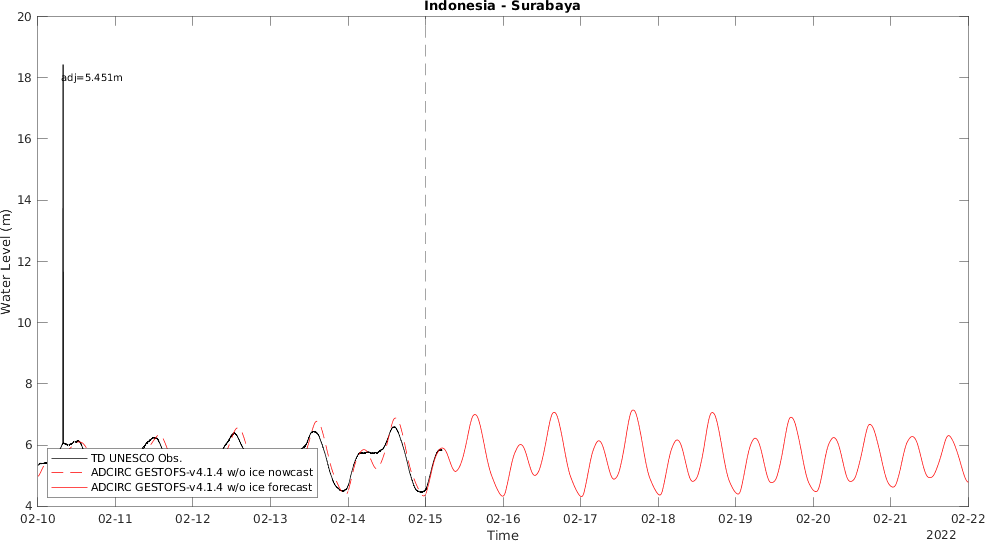 Indonesia - Surabaya
20
18
16
14
12
10
8
6
4
Water Level (m)
adj=5.451m
TD UNESCO Obs.
ADCIRC GESTOFS-v4.1.4 w/o ice nowcast
ADCIRC GESTOFS-v4.1.4 w/o ice forecast
02-10 02-11 02-12 02-13 02-14 02-15 02-16 02-17 02-18 02-19 02-20 02-21 02-22
Time
2022